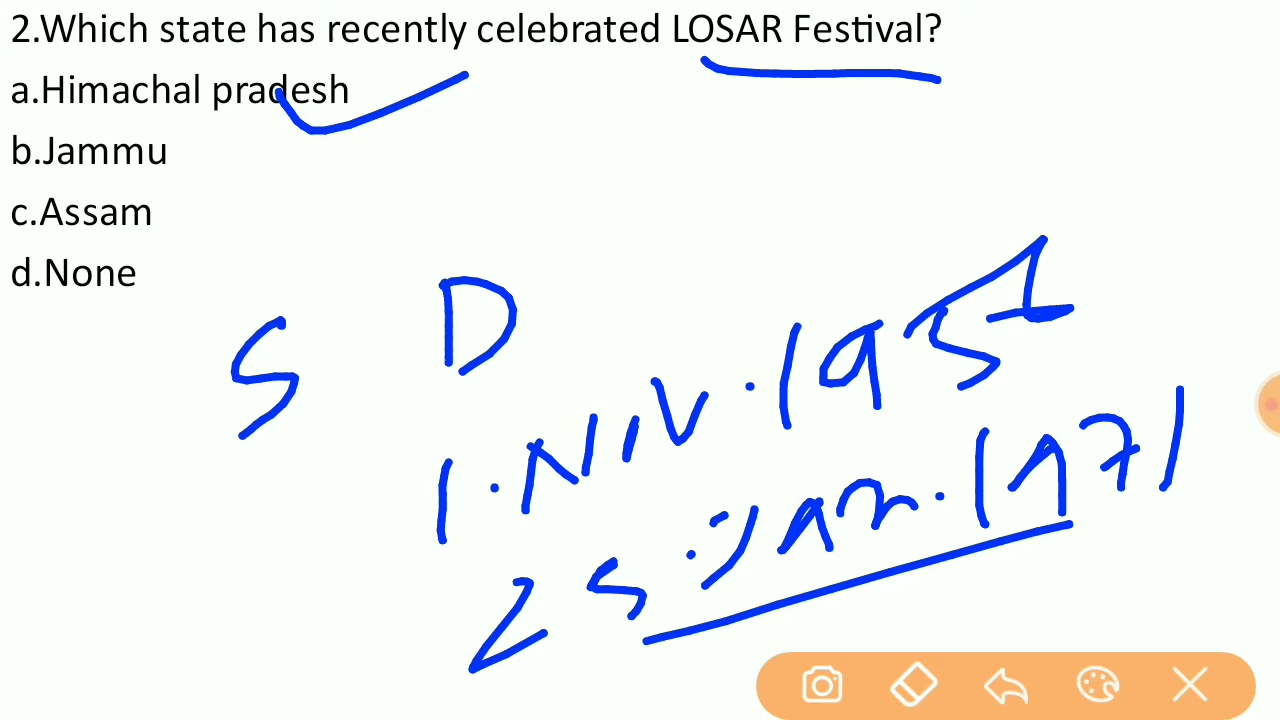 2.Which state has recently celebrated LOSAR Festival?
a.Himachal pradesh
b.Jammu
c.Assam
d.None
S D
1.Nov.1956
25.Jan.1971